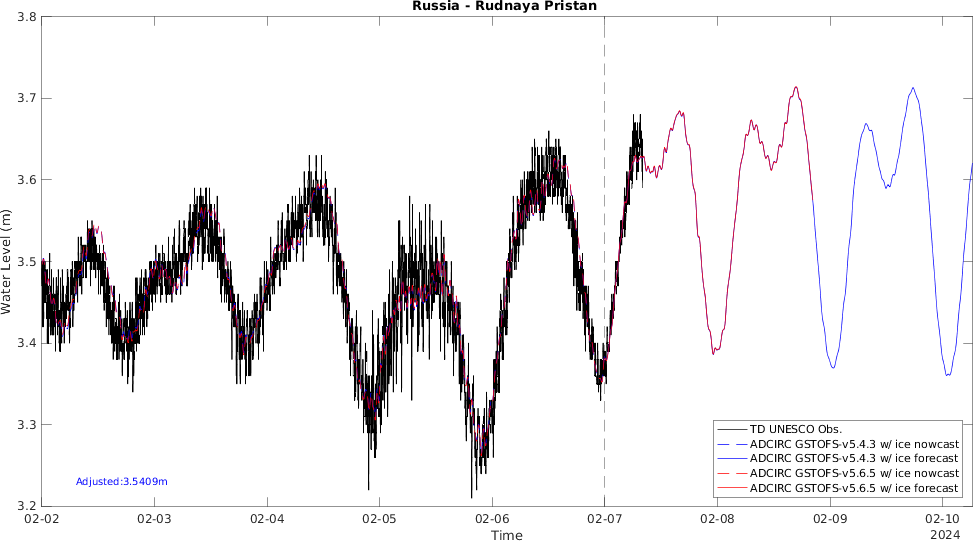 Russia - Rudnaya Pristan
3.8
3.7
3.6
3.5
3.4
3.3
3.2
Water Level (m)
Adjusted:3.5409m
TD UNESCO Obs.
ADCIRC GSTOFS-v5.4.3 w/ ice nowcast
ADCIRC GSTOFS-v5.4.3 w/ ice forecast
ADCIRC GSTOFS-v5.6.5 w/ ice nowcast
ADCIRC GSTOFS-v5.6.5 w/ ice forecast
02-02 02-03 02-04 02-05 02-06 02-07 02-08 02-09 02-10
Time
2024